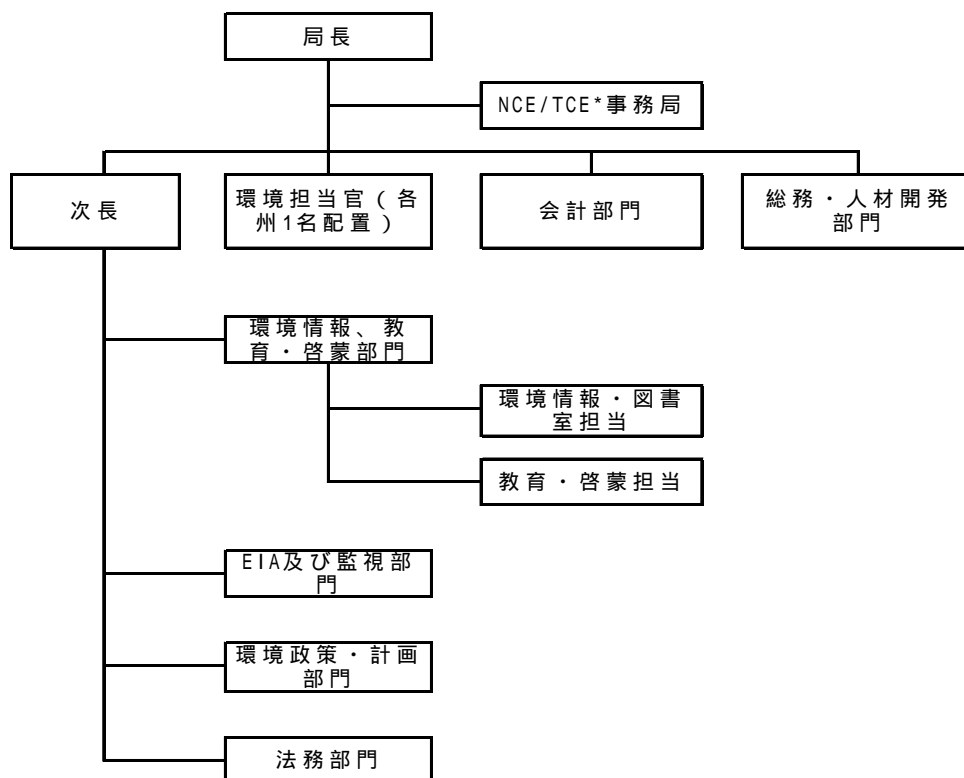 局長
NCE/TCE*事務局
次長
環境担当官（各
州1名配置）
会計部門
総務・人材開発
部門
環境情報、教
育・啓蒙部門
環境情報・図書
室担当
教育・啓蒙担当
EIA及び監視部
門
環境政策・計画
部門
法務部門